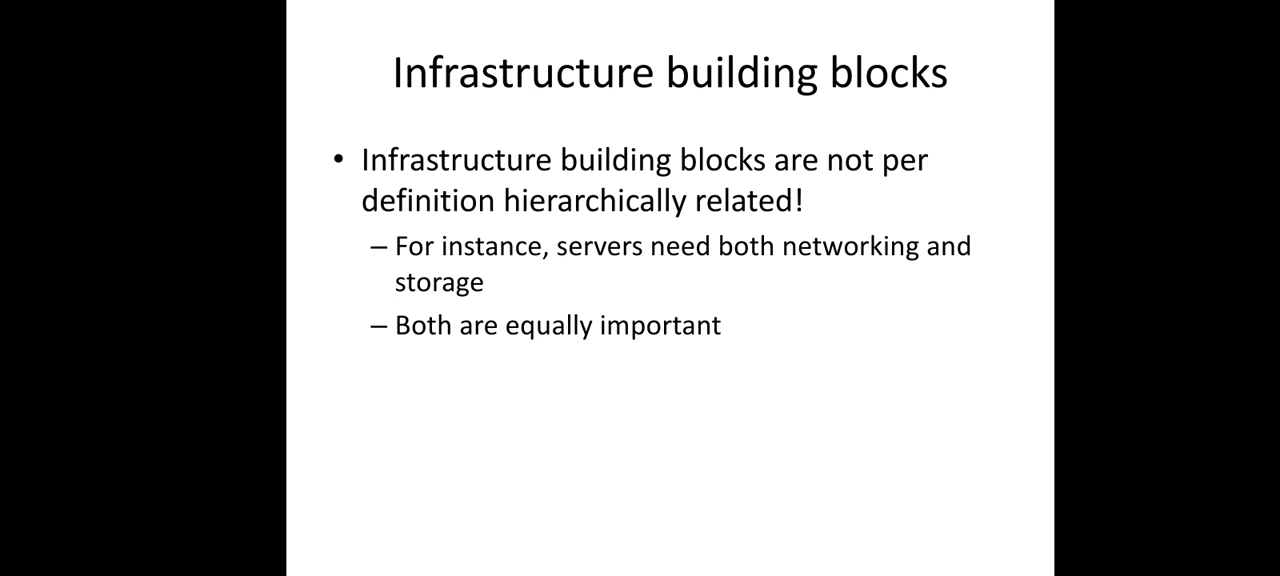 Infrastructure building blocks
• Infrastructure building blocks are not per
definition hierarchically related!
– For instance, servers need both networking and
storage
– Both are equally important